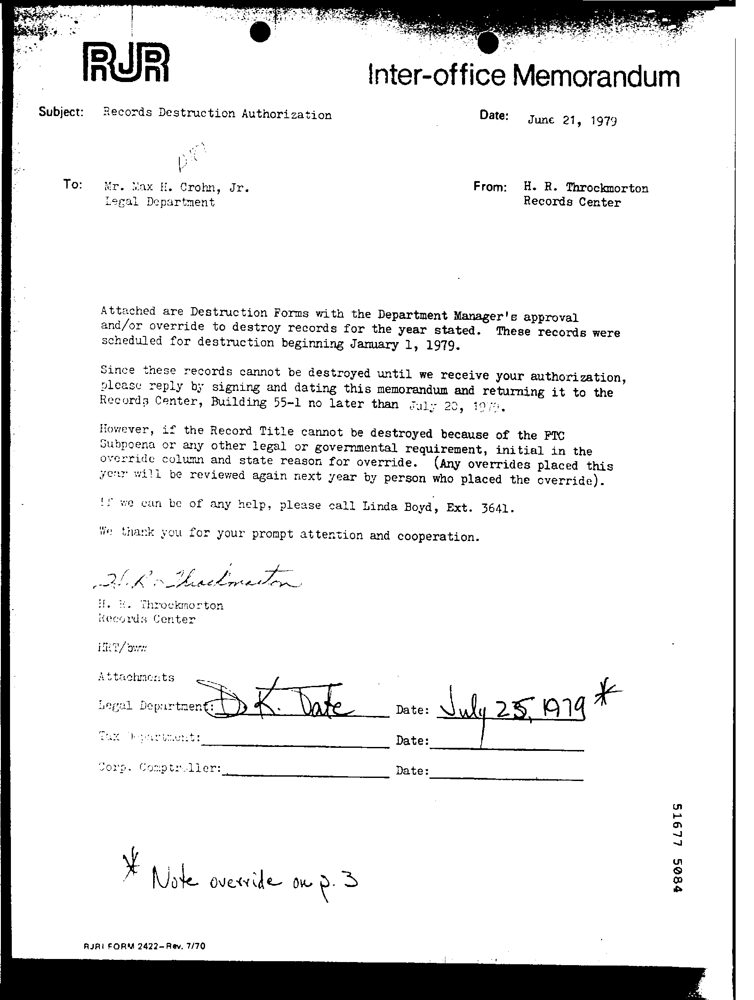 RJR
Inter-office Memorandum
Subject: Records Destruction Authorization
Date: June 21, 1979
To: Mr. Max H. Crohn, Jr.
Legal Department
From: H. R. Throckmorton
Records Center
Attached are Destruction Forms with the Department Manager's approval
and/or override to destroy records for the year stated. These records were
scheduled for destruction beginning January 1, 1979.
Since these records cannot be destroyed until we receive your authorization,
please reply by signing and dating this memorandum and returning it to the
Records Center, Building 55-1 no later than July 20, 1979.
However, if the Record Title cannot be destroyed because of the FTC
Subpoena or any other legal or governmental requirement, initial in the
override column and state reason for override. (Any overrides placed this
year will be reviewed again next year by person who placed the override).
If we can be of any help, please call Linda Boyd, Ext. 3641.
We thank you for your prompt attention and cooperation.
H. R. Throckmorton
H. R. Throckmorton
Records Center
HRT/
Attachments
Legal Department: D. K. Tate Date: July 25, 1979 *
Tax Department: Date:
Corp. Comptroller: Date:
* Note override on p. 3
51677 5084
RJRI FORM 2422-Rev. 7/70